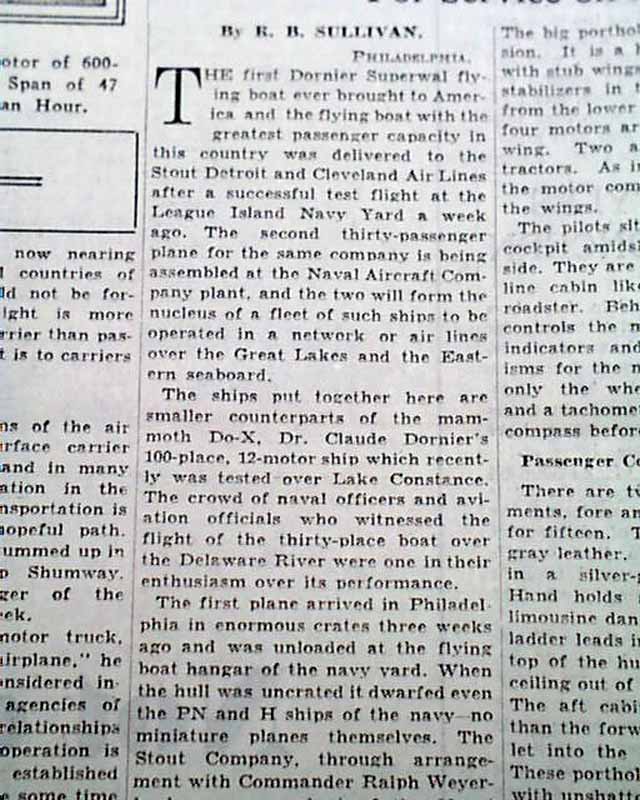 otor of 600-
Span of 47
an Hour.
now nearing
countries of
ld not be for-
ight is more
rrier than pas-
t is to carriers
ns of the air
rface carrier
and in many
ation in the
nsportation is
hopeful path.
ummed up in
p Shumway,
ger of the
eek.
motor truck,
airplane," he
onsidered in-
agencies of
relationships
operation is
established
e some time
By R. B. SULLIVAN.
PHILADELPHIA.
THE first Dornier Superwal fly-
ing boat ever brought to Amer-
ica and the flying boat with the
greatest passenger capacity in
this country was delivered to the
Stout Detroit and Cleveland Air Lines
after a successful test flight at the
League Island Navy Yard a week
ago. The second thirty-passenger
plane for the same company is being
assembled at the Naval Aircraft Com-
pany plant, and the two will form the
nucleus of a fleet of such ships to be
operated in a network or air lines
over the Great Lakes and the East-
ern seaboard.
The ships put together here are
smaller counterparts of the mam-
moth Do-X, Dr. Claude Dornier's
100-place, 12-motor ship which recent-
ly was tested over Lake Constance.
The crowd of naval officers and avi-
ation officials who witnessed the
flight of the thirty-place boat over
the Delaware River were one in their
enthusiasm over its performance.
The first plane arrived in Philadel-
phia in enormous crates three weeks
ago and was unloaded at the flying
boat hangar of the navy yard. When
the hull was uncrated it dwarfed even
the PN and H ships of the navy—no
miniature planes themselves. The
Stout Company, through arrange-
ment with Commander Ralph Weyer-
The big porthol
sion. It is a
with stub wings
stabilizers in t
from the lower
four motors ar
wing. Two a
tractors. As in
the motor com
the wings.
The pilots sit
cockpit amidsh
side. They are
line cabin like
roadster. Beh
controls the m
indicators and
isms for the m
only the whe
and a tachome
compass before
Passenger Co
There are tw
ments, fore an
for fifteen. T
gray leather.
in a silver-
Hand holds
limousine dan
ladder leads i
top of the hu
ceiling out of
The aft cabi
than the forw
let into the
These porthol
with unshatt